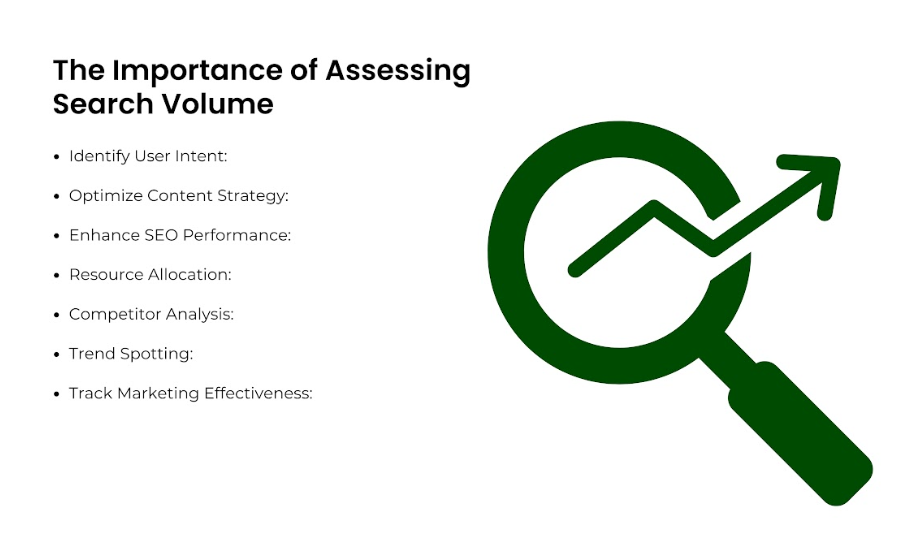 The Importance of Assessing
Search Volume
• Identify User Intent:
• Optimize Content Strategy:
• Enhance SEO Performance:
• Resource Allocation:
• Competitor Analysis:
• Trend Spotting:
• Track Marketing Effectiveness: